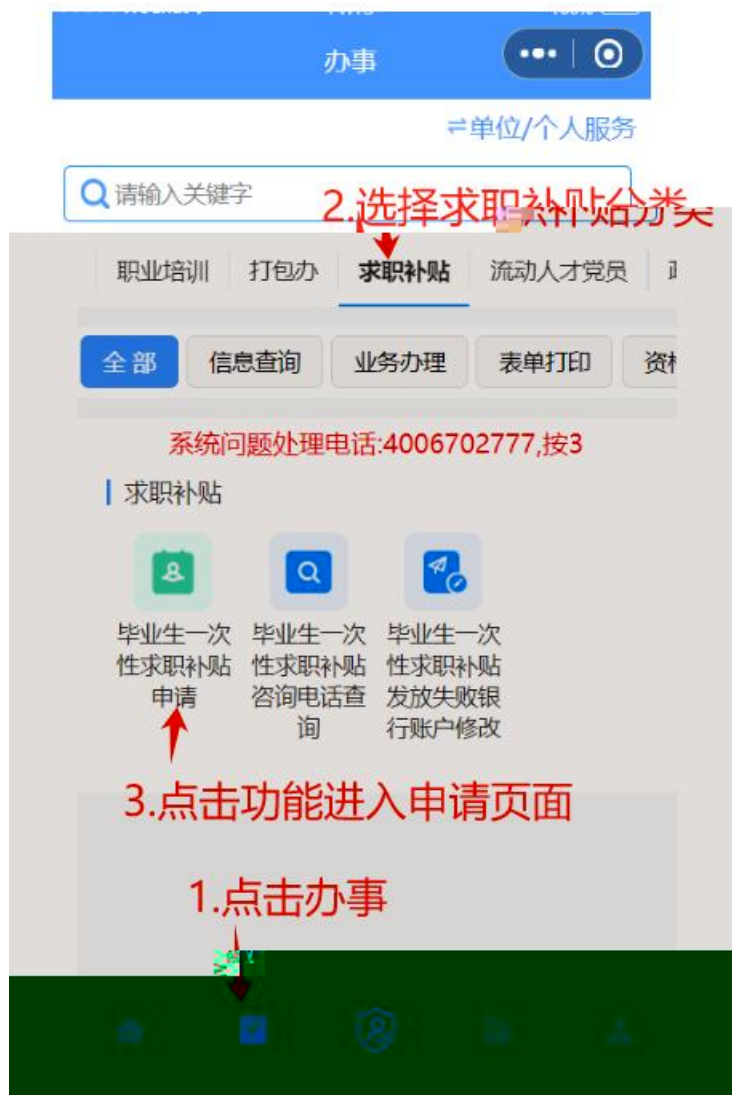 办事
⇌单位/个人服务
请输入关键字
2.选择求职补贴分类
职业培训 打包办 求职补贴 流动人才党员
全部 信息查询 业务办理 表单打印
系统问题处理电话:4006702777,按3
求职补贴
毕业生一次
性求职补贴
申请
毕业生一次
性求职补贴
咨询电话查
询
毕业生一次
性求职补贴
发放失败银
行账户修改
3.点击功能进入申请页面
1.点击办事